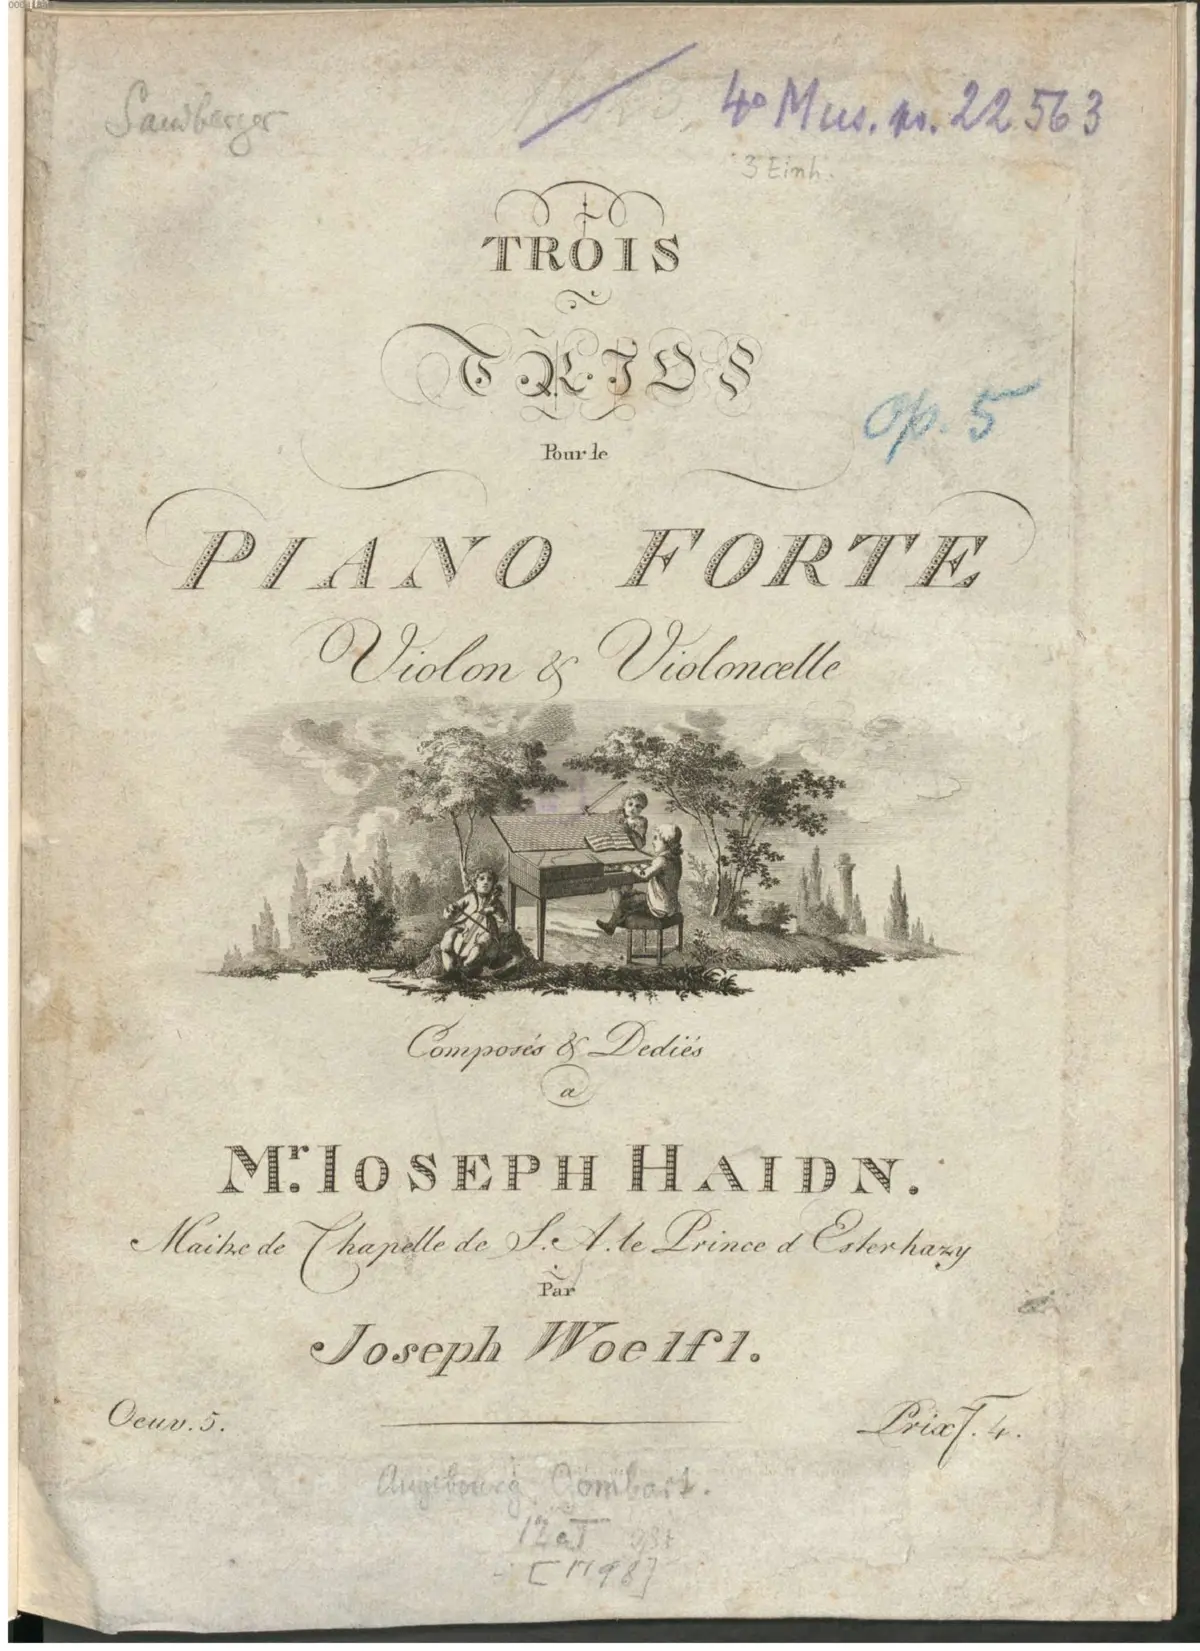 Sandberger
4º Mus. pr. 22563
3 Einh.
TROIS
TRIOS
op. 5
Pour le
PIANO FORTE
Violon & Violoncelle
Composés & Dediés
a
Mr. IOSEPH HAIDN.
Maitre de Chapelle de S. A. le Prince d Esterhazy
Par
Joseph Woelfl.
Oeuv. 5.
Prix f. 4.
Augsbourg Gombart.
[1798]